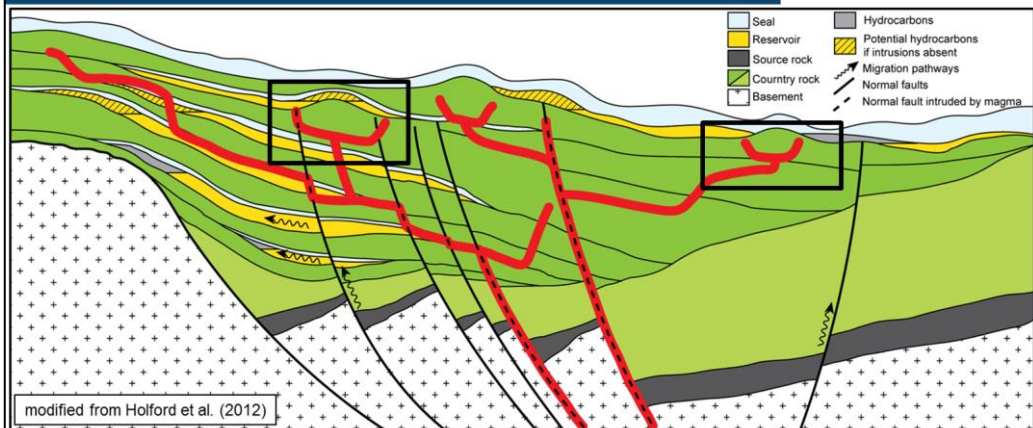 Seal
Reservoir
Source rock
Courntry rock
Basement
Hydrocarbons
Potential hydrocarbons
if intrusions absent
Migration pathways
Normal faults
Normal fault intruded by magma
modified from Holford et al. (2012)